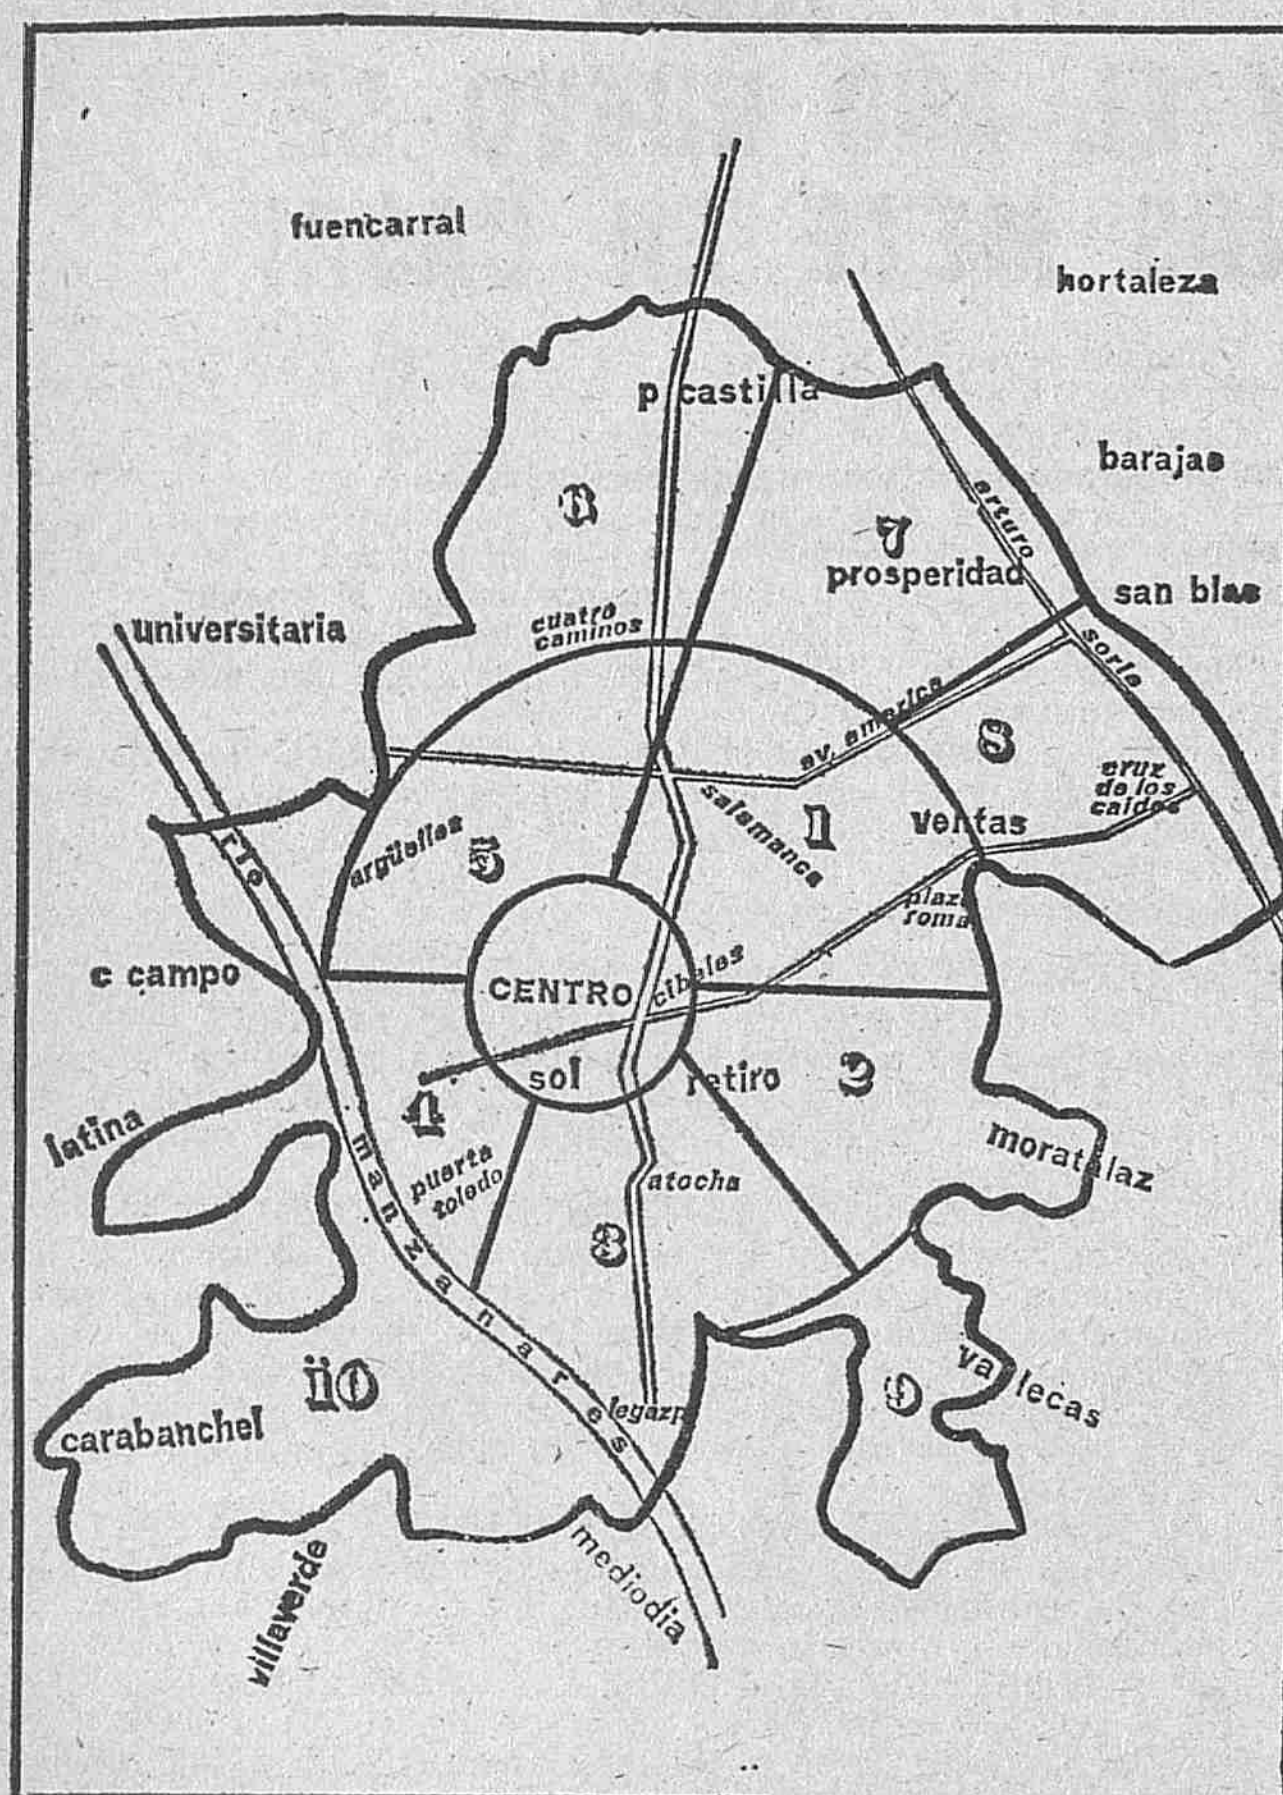 fuencarral
hortaleza
p castilla
barajas
arturo
7
prosperidad
san blas
universitaria
cuatro
caminos
soria
av. america
8
cruz
de los
caidos
salamanca
1
ventas
argüelles
5
rio
plaza
roma
c campo
CENTRO
cibeles
sol
retiro
2
4
latina
moratalaz
puerta
toledo
atocha
manzanares
3
vallecas
10
9
legazpi
carabanchel
mediodia
villaverde